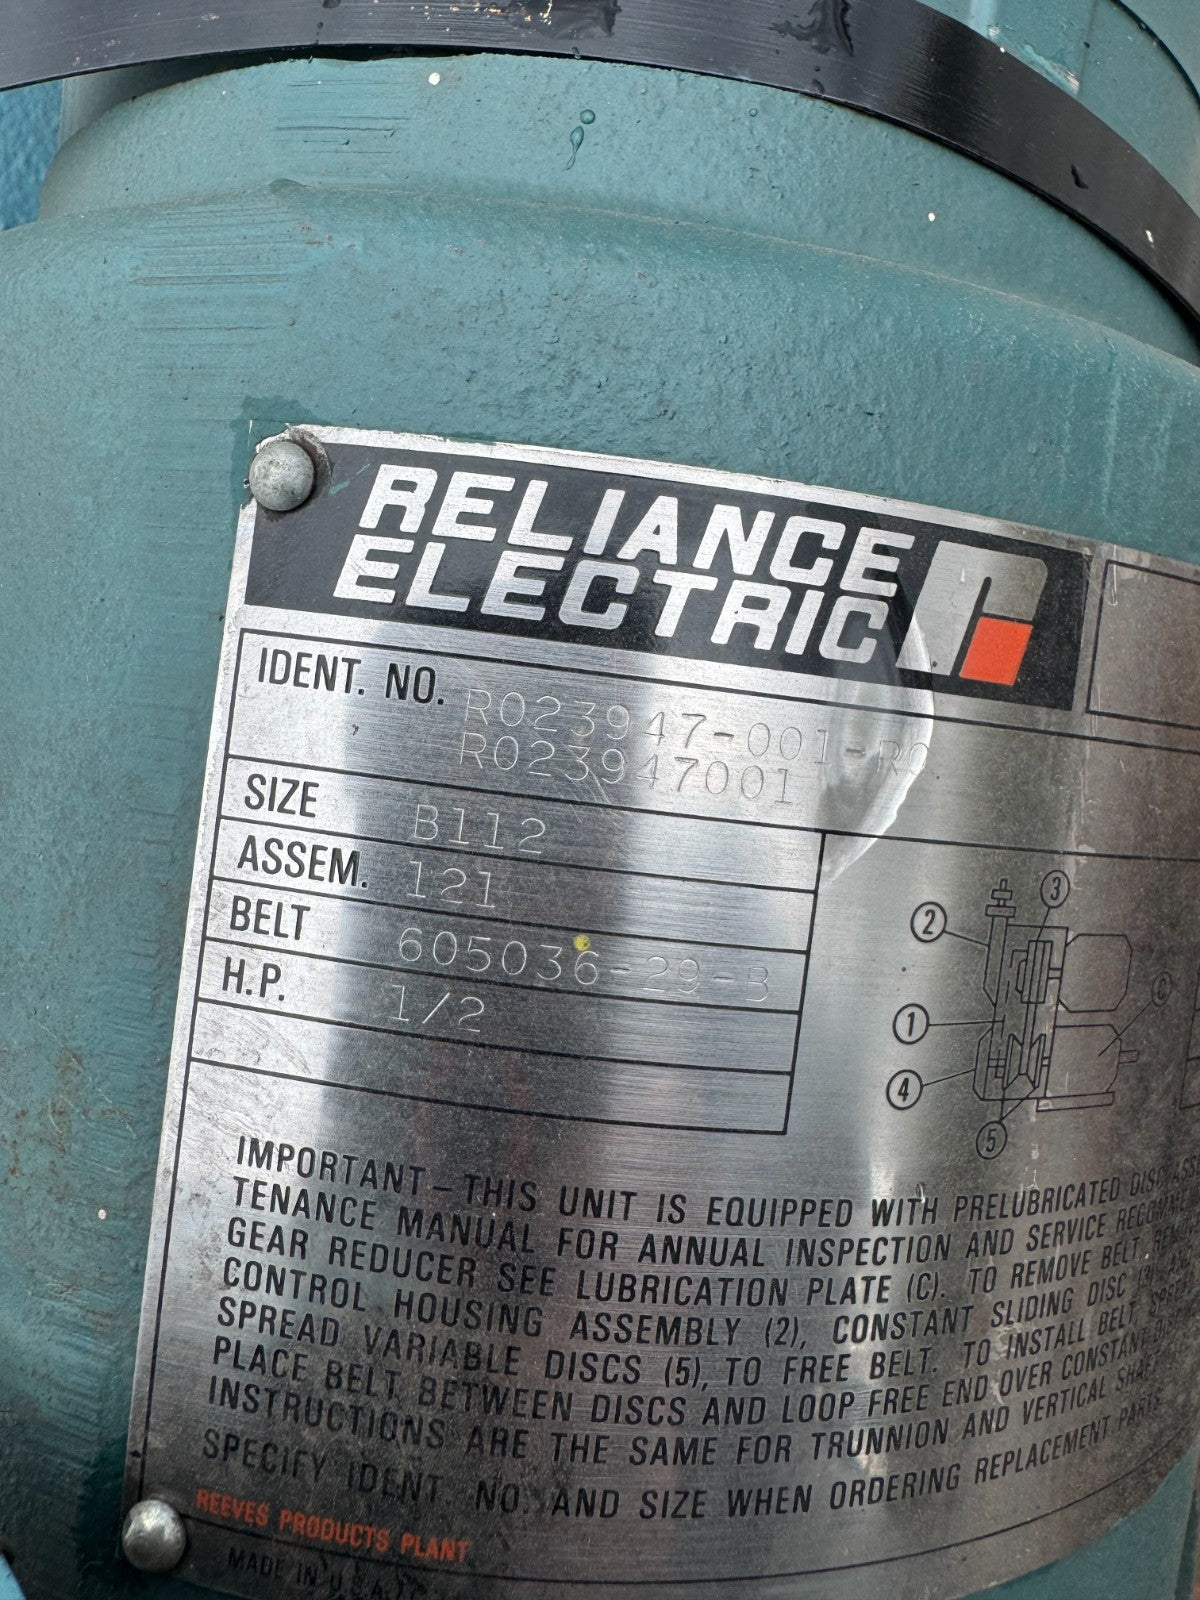 RELIANCE
ELECTRIC
IDENT. NO. R023947-001-R0
R023947001
SIZE B112
ASSEM. 121
BELT 605036-29-B
H.P. 1/2
3
2
C
1
4
5
IMPORTANT – THIS UNIT IS EQUIPPED WITH PRELUBRICATED DISC
TENANCE MANUAL FOR ANNUAL INSPECTION AND SERVICE
GEAR REDUCER SEE LUBRICATION PLATE (C). TO REMOVE BELT,
CONTROL HOUSING ASSEMBLY (2), CONSTANT SLIDING DISC
SPREAD VARIABLE DISCS (5), TO FREE BELT. TO INSTALL BELT,
PLACE BELT BETWEEN DISCS AND LOOP FREE END OVER CONSTANT
INSTRUCTIONS ARE THE SAME FOR TRUNNION AND VERTICAL
SPECIFY IDENT. NO. AND SIZE WHEN ORDERING REPLACEMENT PARTS
REEVES PRODUCTS PLANT
MADE IN U.S.A.